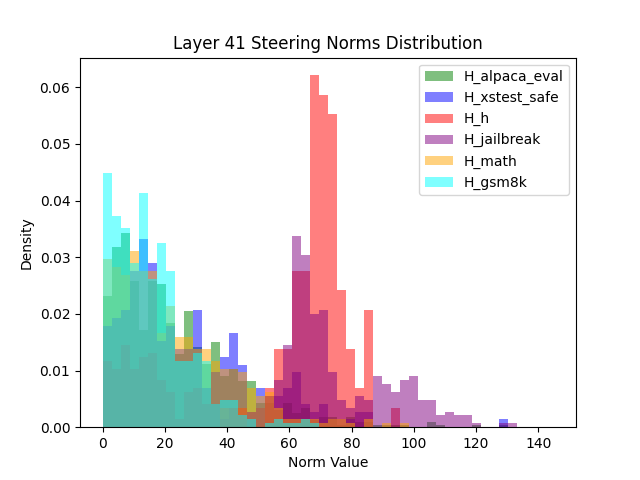 Layer 41 Steering Norms Distribution
H_alpaca_eval
H_xstest_safe
H_h
H_jailbreak
H_math
H_gsm8k
Density
0.06
0.05
0.04
0.03
0.02
0.01
0.00
0 20 40 60 80 100 120 140
Norm Value